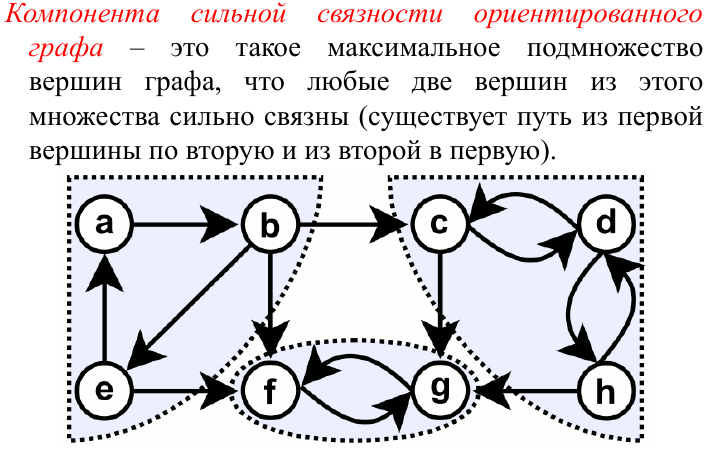 Компонента сильной связности ориентированного
графа – это такое максимальное подмножество
вершин графа, что любые две вершин из этого
множества сильно связны (существует путь из первой
вершины по вторую и из второй в первую).
a b c d
e f g h